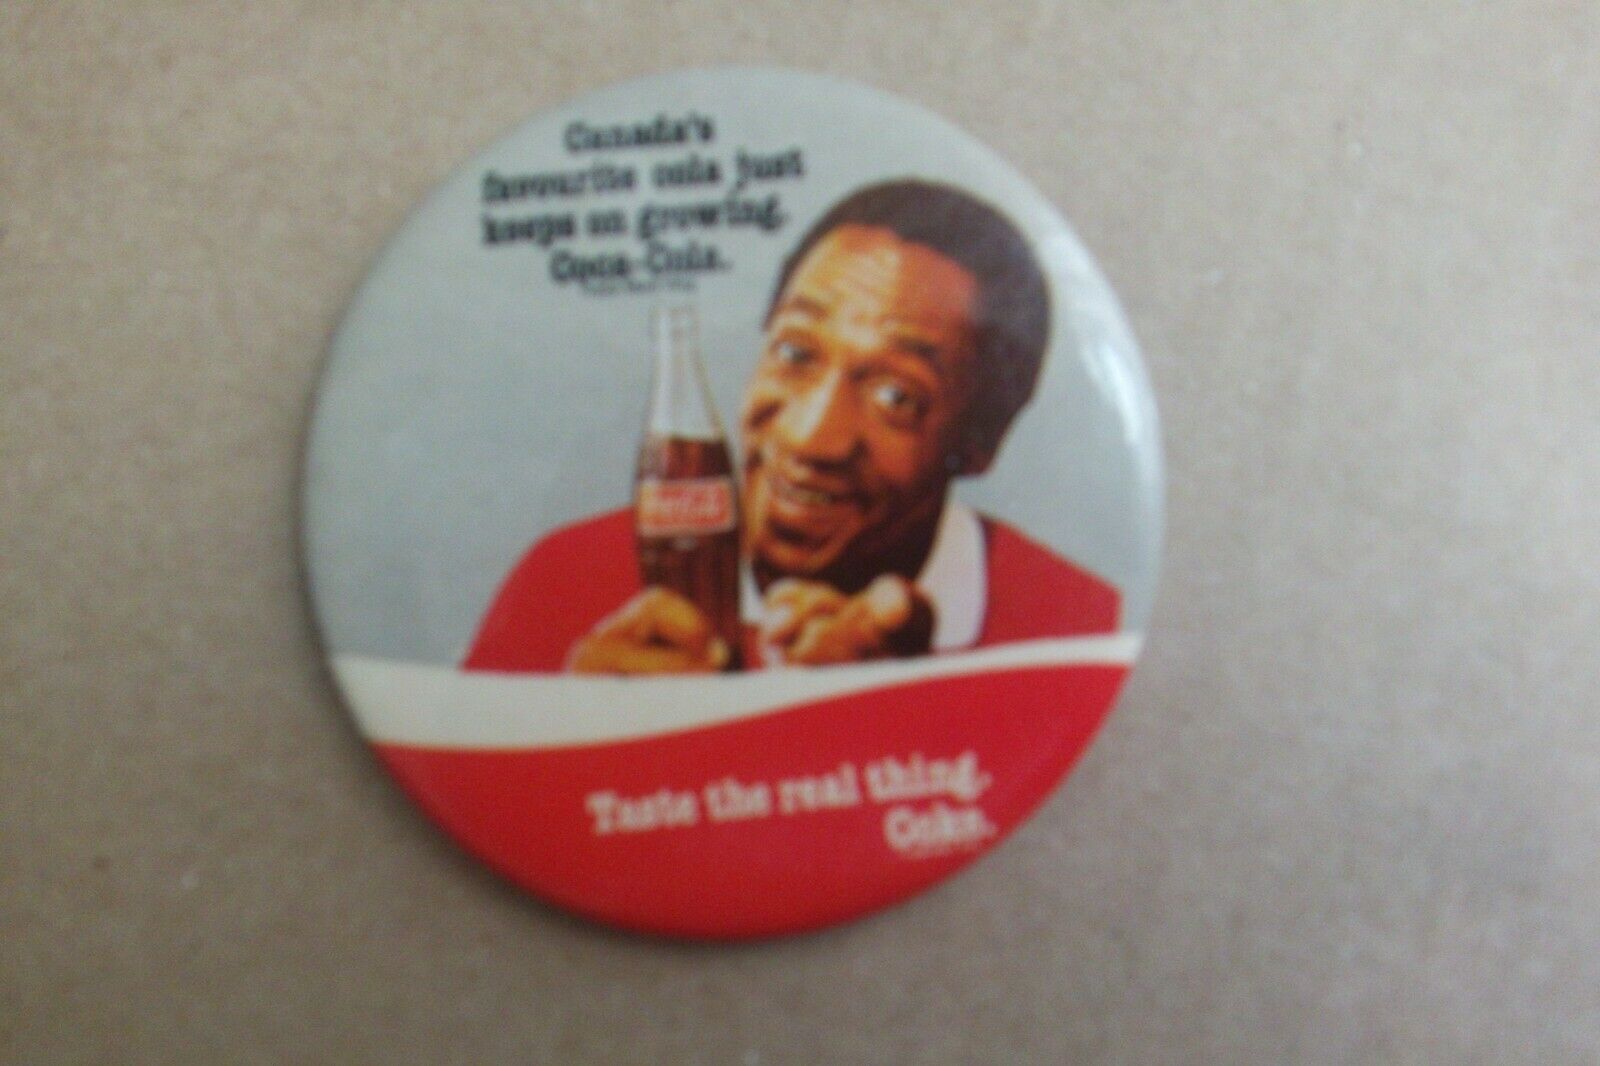 Canada's
favourite cola just
keeps on growing.
Coca-Cola.
Taste the real thing.
Coke.